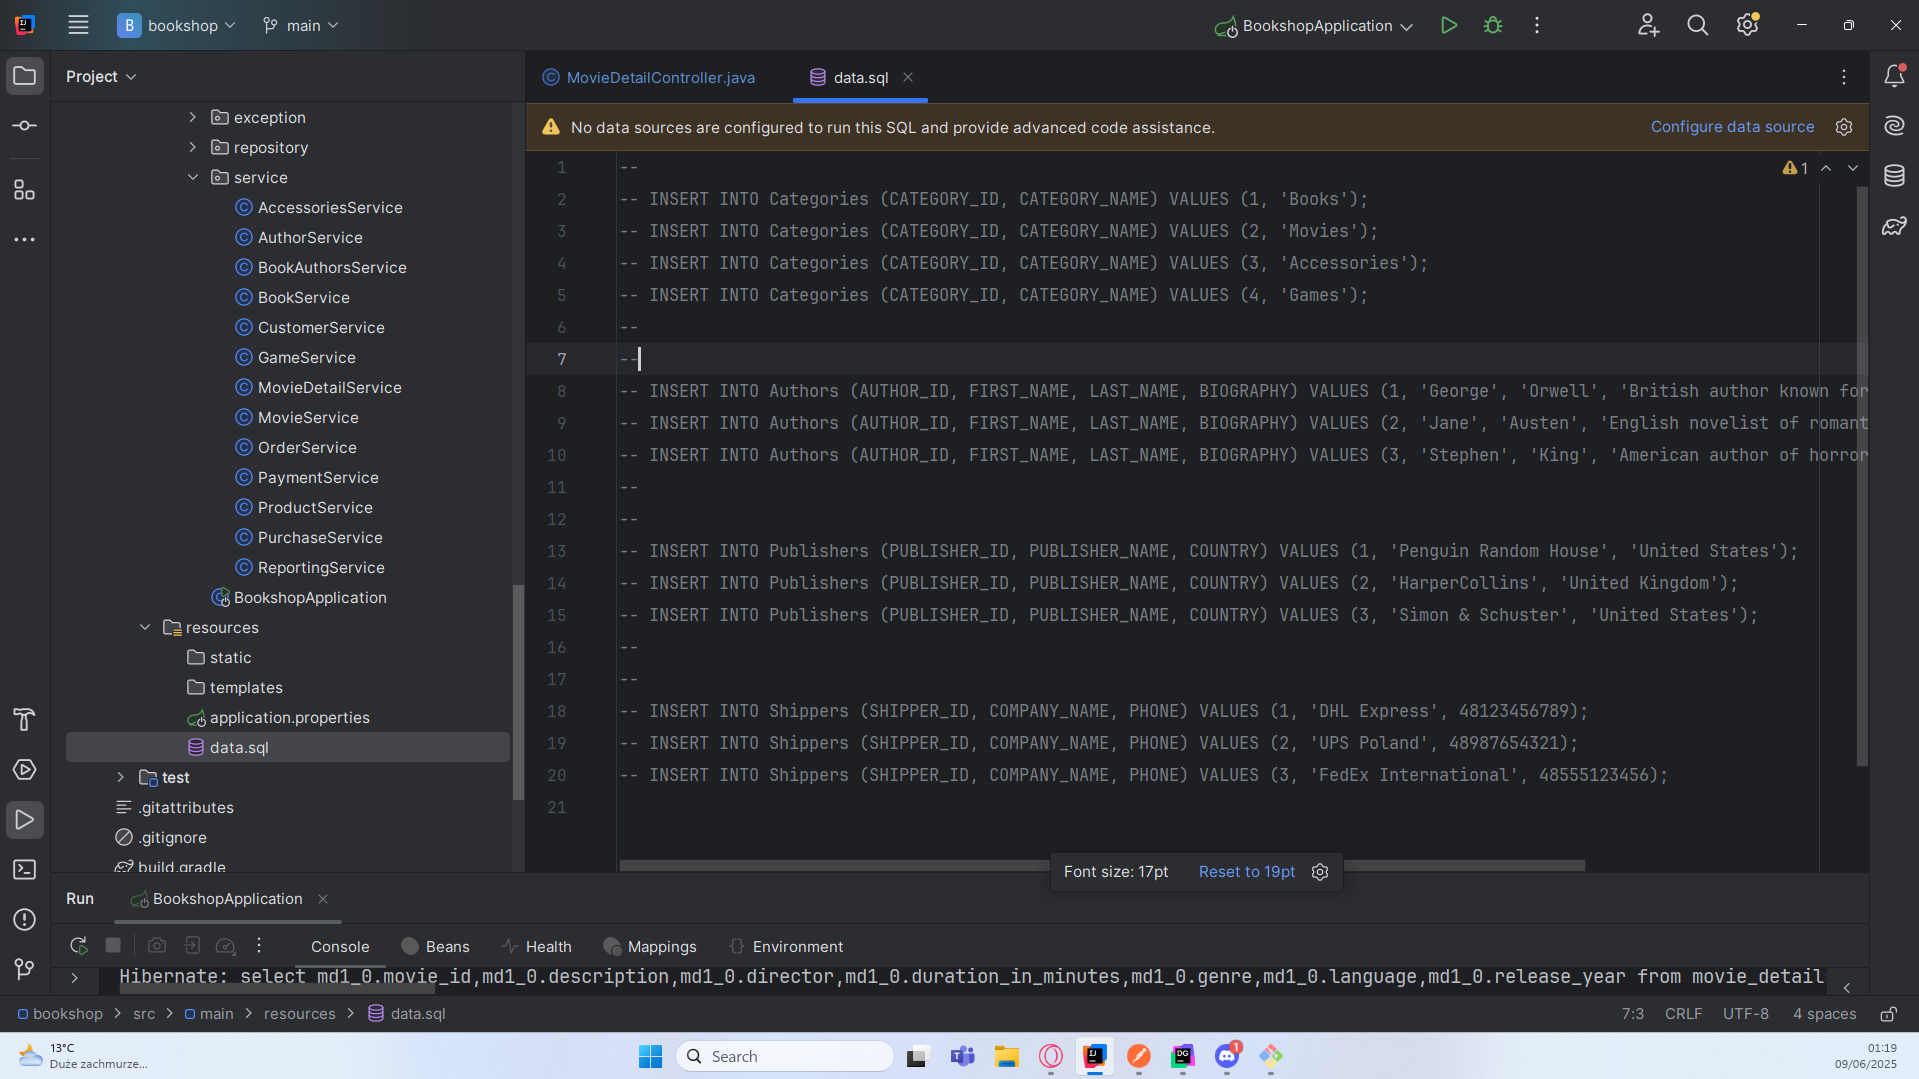 B bookshop main BookshopApplication
Project
MovieDetailController.java data.sql
exception
repository
service
AccessoriesService
AuthorService
BookAuthorsService
BookService
CustomerService
GameService
MovieDetailService
MovieService
OrderService
PaymentService
ProductService
PurchaseService
ReportingService
BookshopApplication
resources
static
templates
application.properties
data.sql
test
.gitattributes
.gitignore
build.gradle
No data sources are configured to run this SQL and provide advanced code assistance. Configure data source
1 -- 1
2 -- INSERT INTO Categories (CATEGORY_ID, CATEGORY_NAME) VALUES (1, 'Books');
3 -- INSERT INTO Categories (CATEGORY_ID, CATEGORY_NAME) VALUES (2, 'Movies');
4 -- INSERT INTO Categories (CATEGORY_ID, CATEGORY_NAME) VALUES (3, 'Accessories');
5 -- INSERT INTO Categories (CATEGORY_ID, CATEGORY_NAME) VALUES (4, 'Games');
6 --
7 --
8 -- INSERT INTO Authors (AUTHOR_ID, FIRST_NAME, LAST_NAME, BIOGRAPHY) VALUES (1, 'George', 'Orwell', 'British author known for
9 -- INSERT INTO Authors (AUTHOR_ID, FIRST_NAME, LAST_NAME, BIOGRAPHY) VALUES (2, 'Jane', 'Austen', 'English novelist of romant
10 -- INSERT INTO Authors (AUTHOR_ID, FIRST_NAME, LAST_NAME, BIOGRAPHY) VALUES (3, 'Stephen', 'King', 'American author of horror
11 --
12 --
13 -- INSERT INTO Publishers (PUBLISHER_ID, PUBLISHER_NAME, COUNTRY) VALUES (1, 'Penguin Random House', 'United States');
14 -- INSERT INTO Publishers (PUBLISHER_ID, PUBLISHER_NAME, COUNTRY) VALUES (2, 'HarperCollins', 'United Kingdom');
15 -- INSERT INTO Publishers (PUBLISHER_ID, PUBLISHER_NAME, COUNTRY) VALUES (3, 'Simon & Schuster', 'United States');
16 --
17 --
18 -- INSERT INTO Shippers (SHIPPER_ID, COMPANY_NAME, PHONE) VALUES (1, 'DHL Express', 48123456789);
19 -- INSERT INTO Shippers (SHIPPER_ID, COMPANY_NAME, PHONE) VALUES (2, 'UPS Poland', 48987654321);
20 -- INSERT INTO Shippers (SHIPPER_ID, COMPANY_NAME, PHONE) VALUES (3, 'FedEx International', 48555123456);
21
Font size: 17pt Reset to 19pt
Run BookshopApplication
Console Beans Health Mappings Environment
Hibernate: select md1_0.movie_id,md1_0.description,md1_0.director,md1_0.duration_in_minutes,md1_0.genre,md1_0.language,md1_0.release_year from movie_detail
bookshop > src > main > resources > data.sql 7:3 CRLF UTF-8 4 spaces
13°C
Duże zachmurze...
Search
1
01:19
09/06/2025